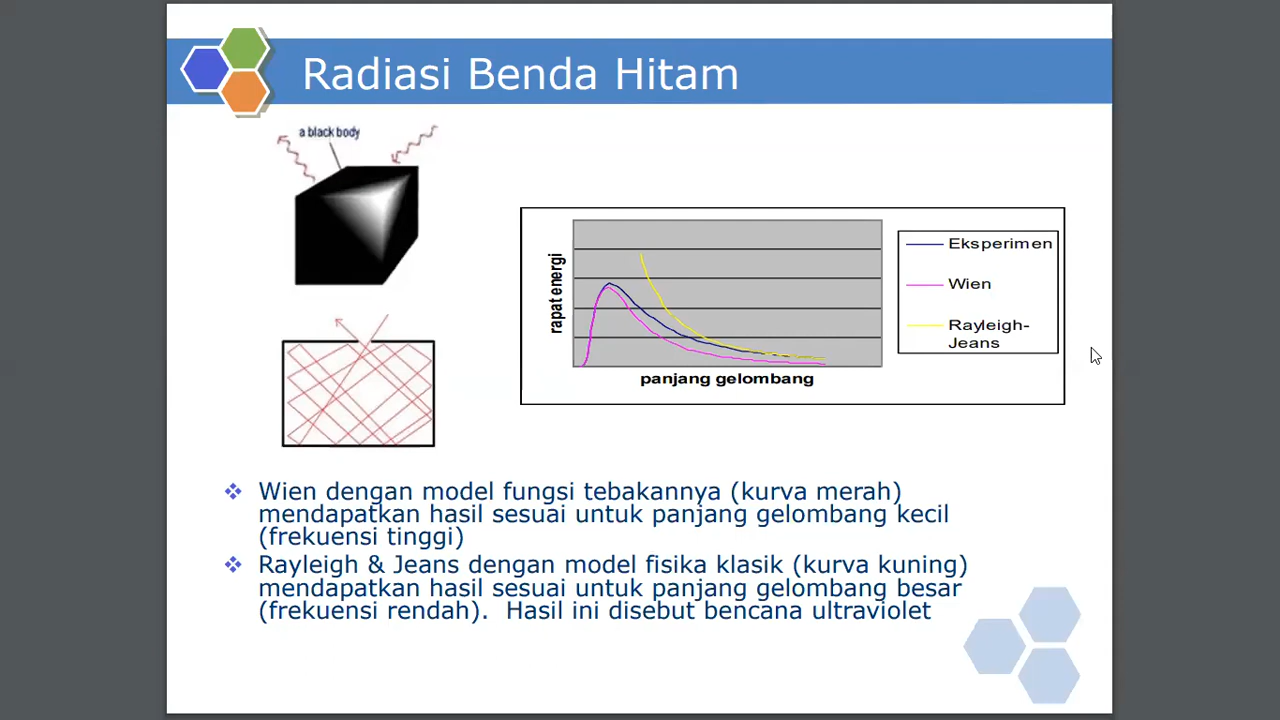 Radiasi Benda Hitam
a black body
rapat energi
panjang gelombang
Eksperimen
Wien
Rayleigh-
Jeans
Wien dengan model fungsi tebakannya (kurva merah)
mendapatkan hasil sesuai untuk panjang gelombang kecil
(frekuensi tinggi)
Rayleigh & Jeans dengan model fisika klasik (kurva kuning)
mendapatkan hasil sesuai untuk panjang gelombang besar
(frekuensi rendah).  Hasil ini disebut bencana ultraviolet